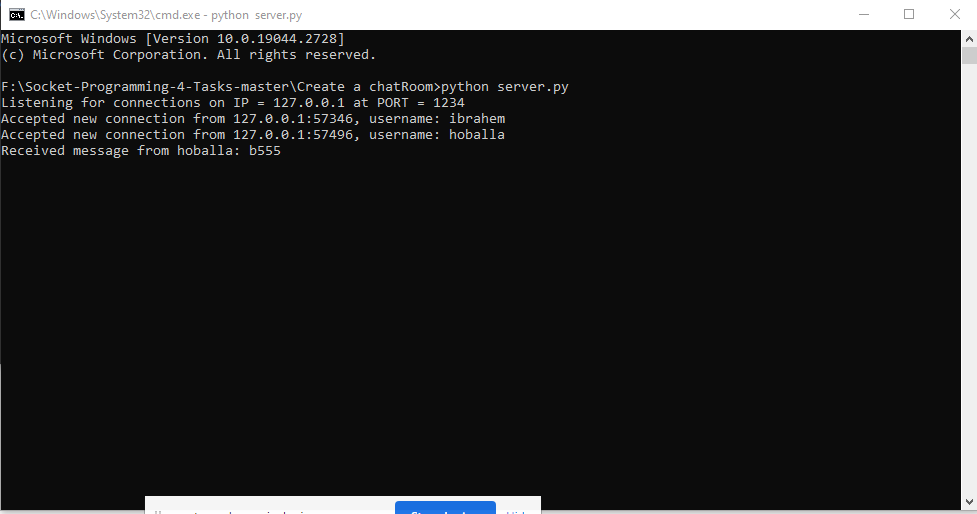 C:\Windows\System32\cmd.exe - python  server.py
Microsoft Windows [Version 10.0.19044.2728]
(c) Microsoft Corporation. All rights reserved.
F:\Socket-Programming-4-Tasks-master\Create a chatRoom>python server.py
Listening for connections on IP = 127.0.0.1 at PORT = 1234
Accepted new connection from 127.0.0.1:57346, username: ibrahem
Accepted new connection from 127.0.0.1:57496, username: hoballa
Received message from hoballa: b555